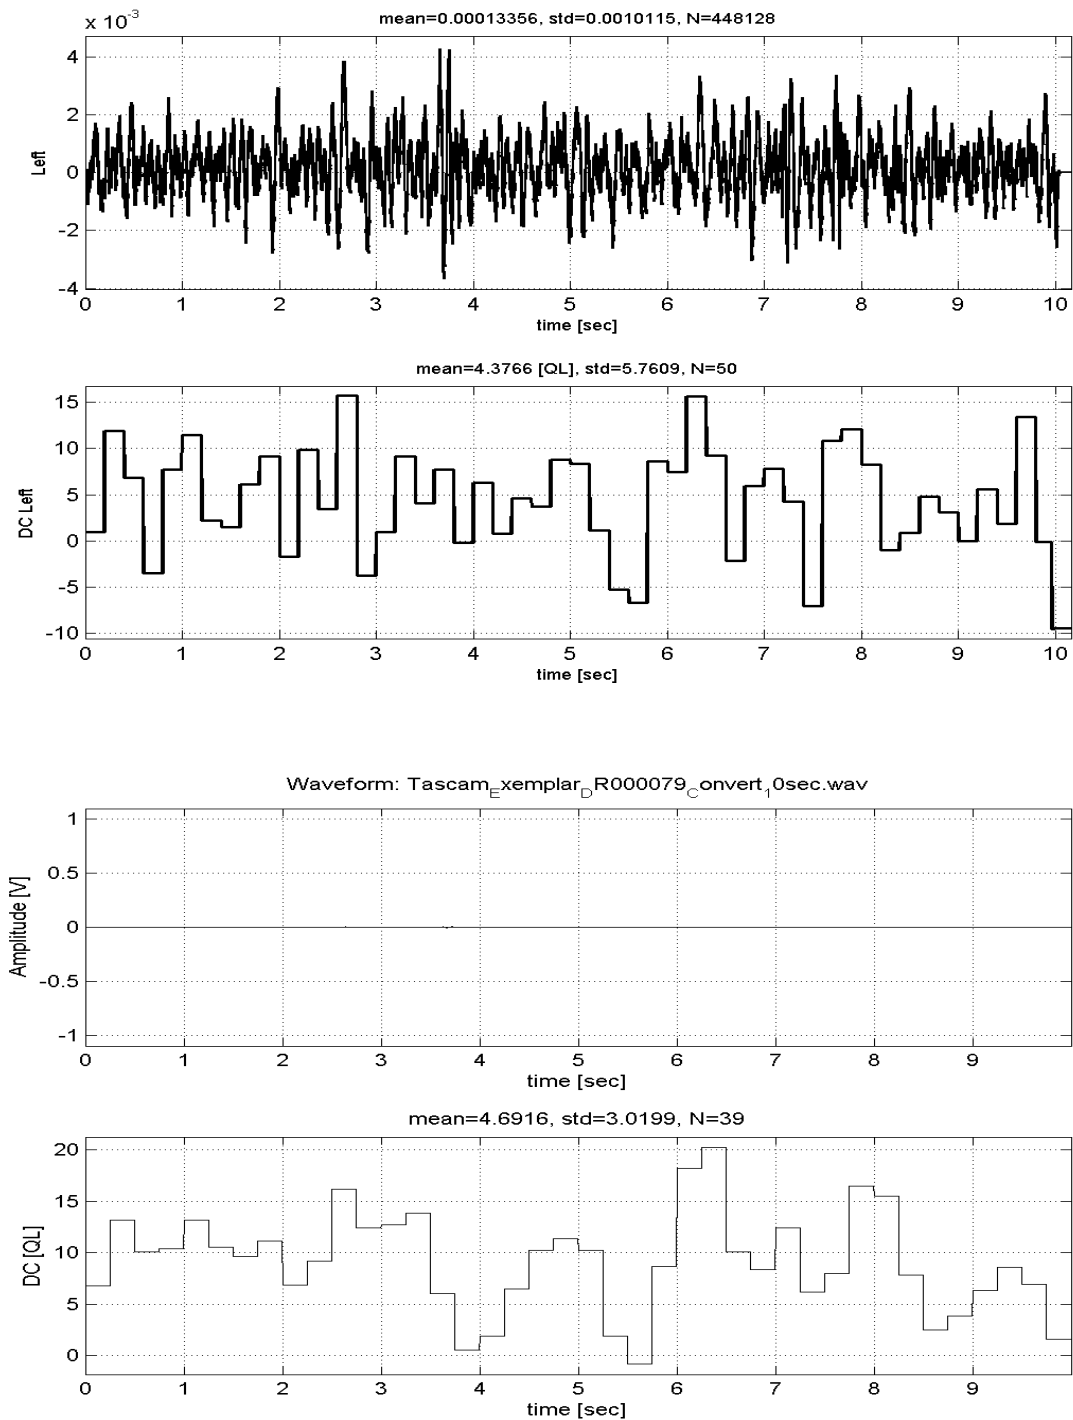 mean=0.00013356, std=0.0010115, N=448128
x 10-3
4
2
0
-2
-4
Left
0 1 2 3 4 5 6 7 8 9 10
time [sec]
mean=4.3766 [QL], std=5.7609, N=50
15
10
5
0
-5
-10
DC Left
0 1 2 3 4 5 6 7 8 9 10
time [sec]
Waveform: Tascam_Exemplar_DR000079_Convert_10sec.wav
1
0.5
0
-0.5
-1
Amplitude [V]
0 1 2 3 4 5 6 7 8 9
time [sec]
mean=4.6916, std=3.0199, N=39
20
15
10
5
0
DC [QL]
0 1 2 3 4 5 6 7 8 9
time [sec]